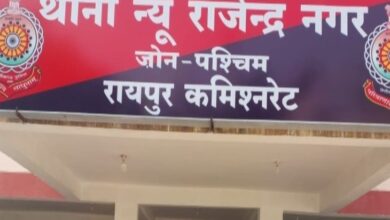 थाना न्यू राजेन्द्र नगर
जोन-पश्चिम
रायपुर कमिश्नरेट